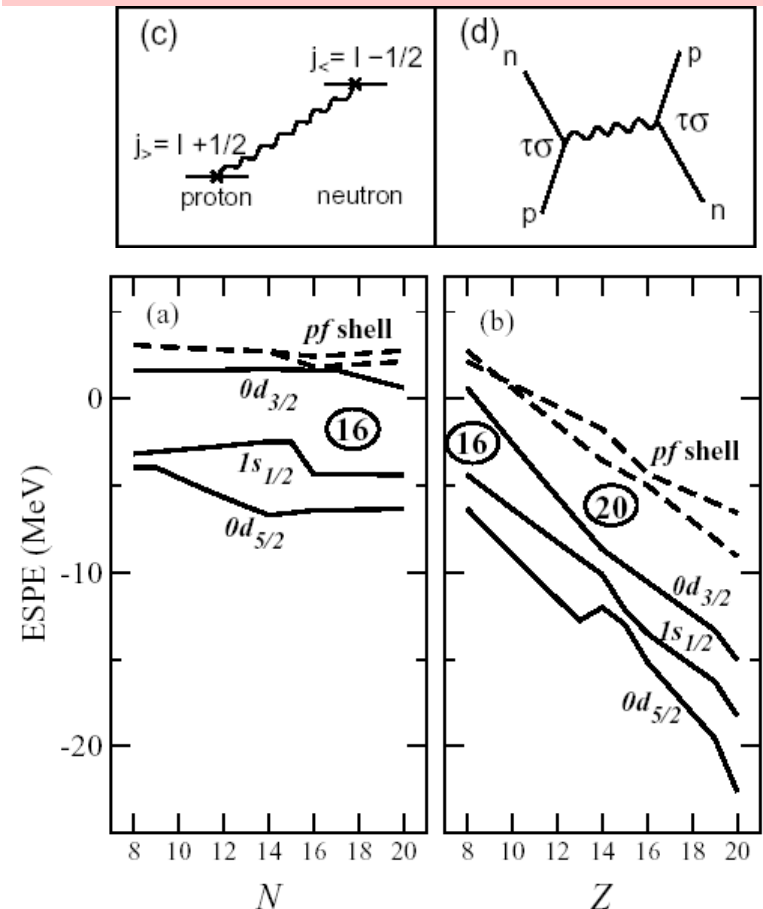 (c)
j< = l −1/2
j> = l +1/2
proton neutron
(d)
n p
τσ τσ
p n
(a)
pf shell
0d3/2
16
1s1/2
0d5/2
0
-10
-20
ESPE (MeV)
8 10 12 14 16 18 20
N
(b)
16
pf shell
20
0d3/2
1s1/2
0d5/2
8 10 12 14 16 18 20
Z